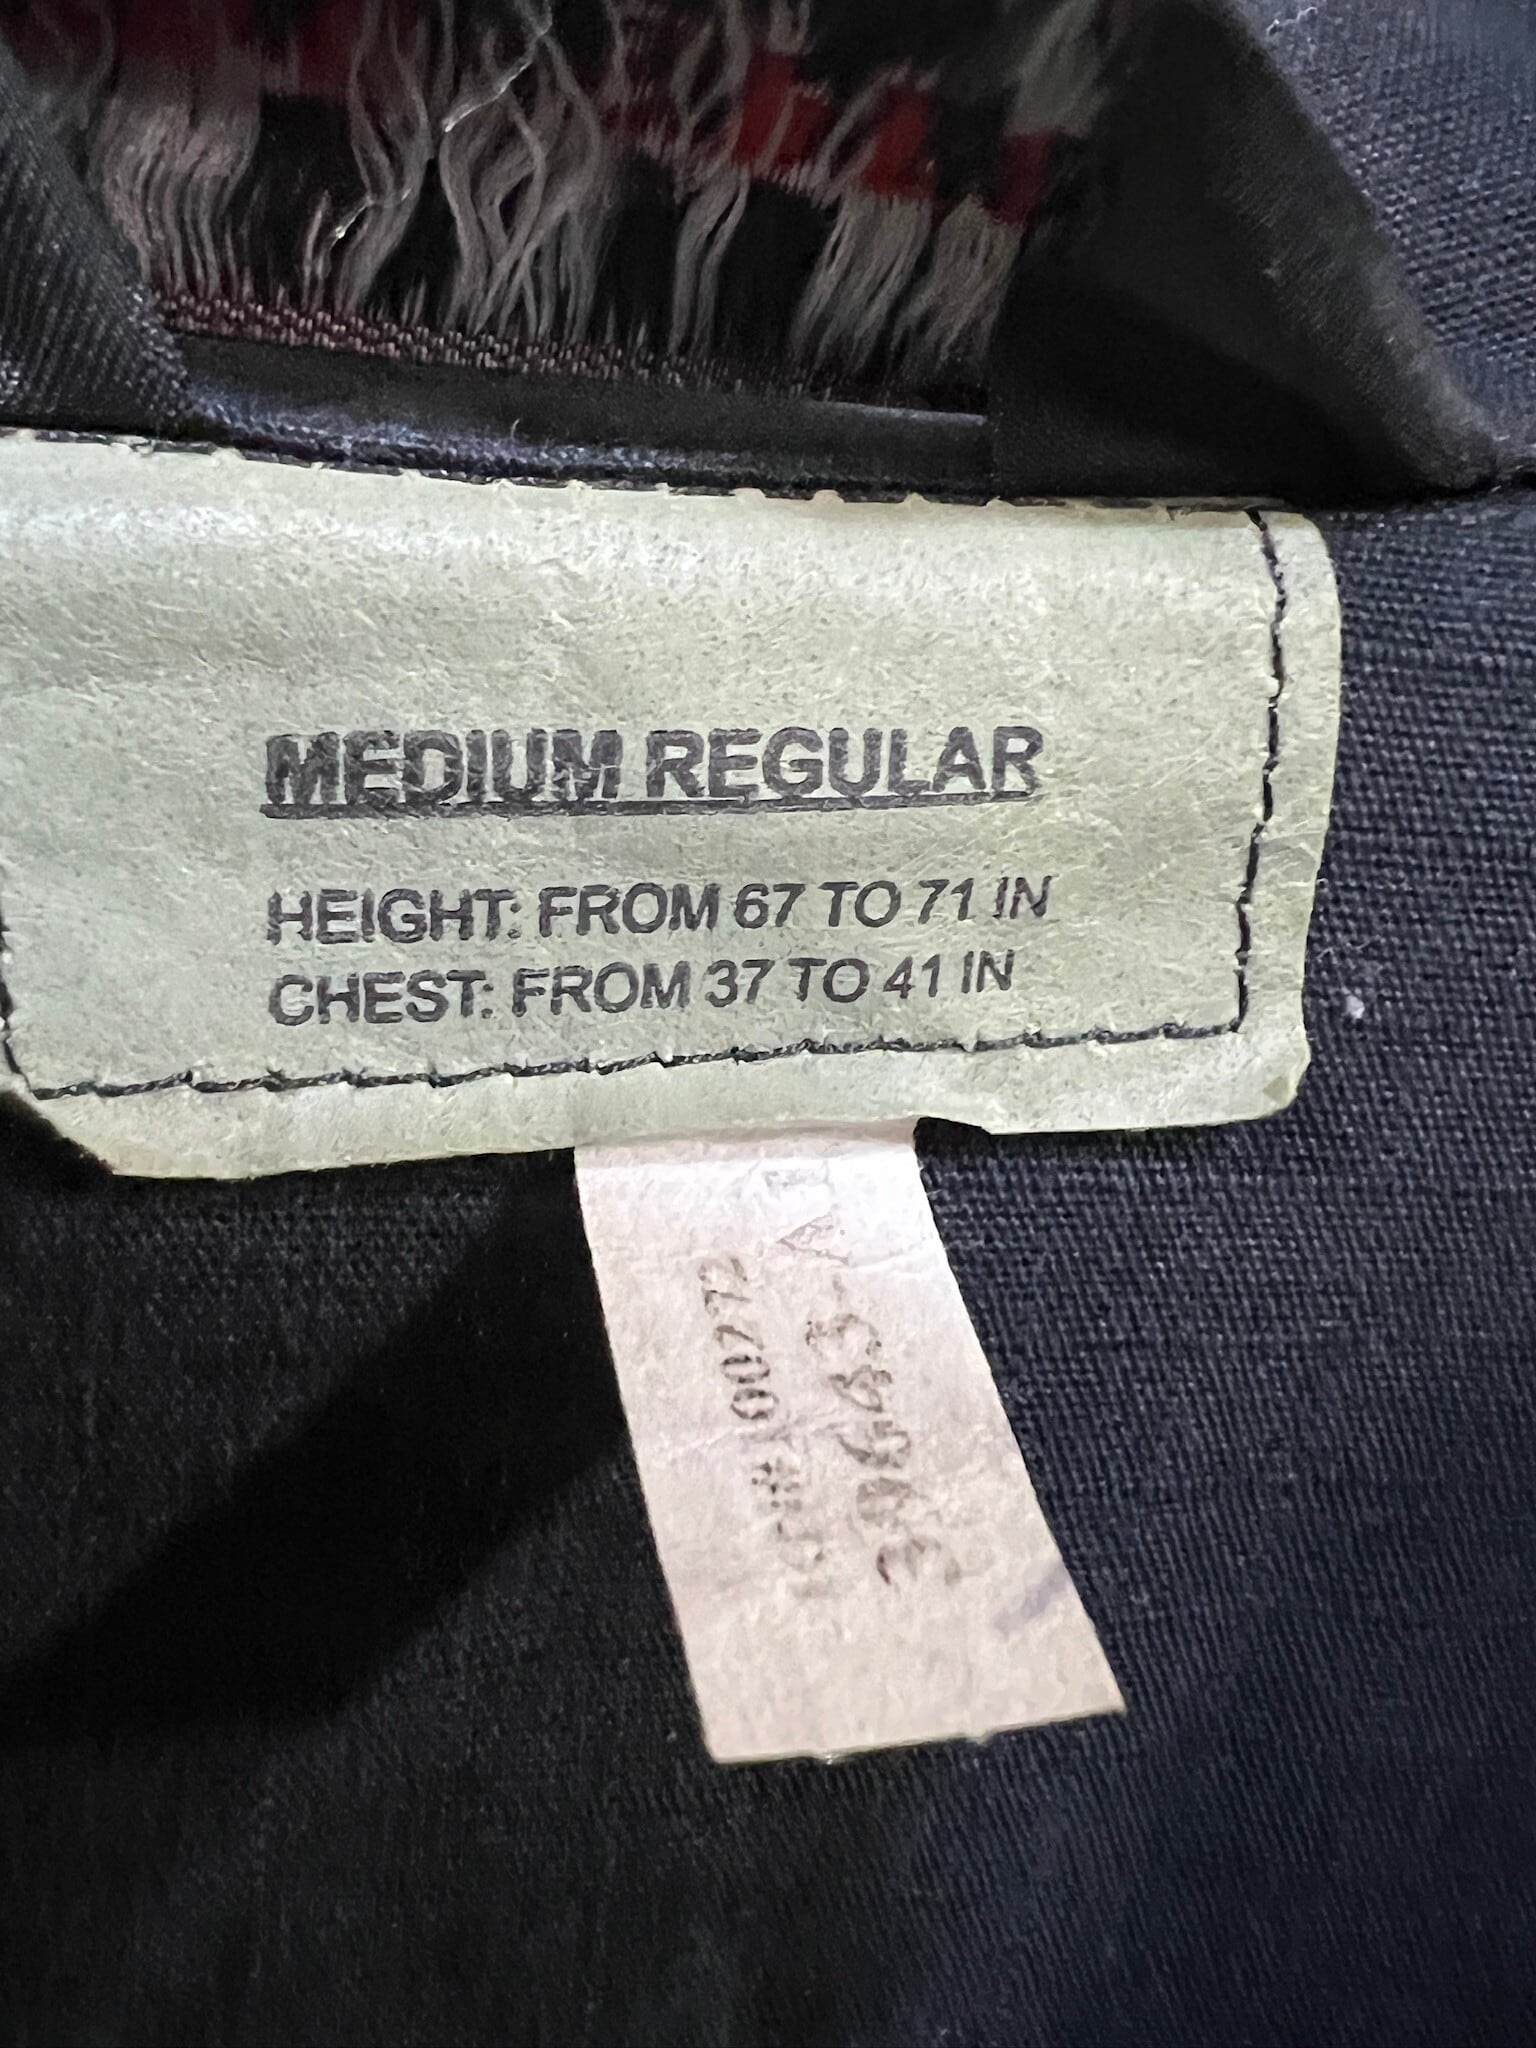 MEDIUM REGULAR
HEIGHT: FROM 67 TO 71 IN
CHEST: FROM 37 TO 41 IN